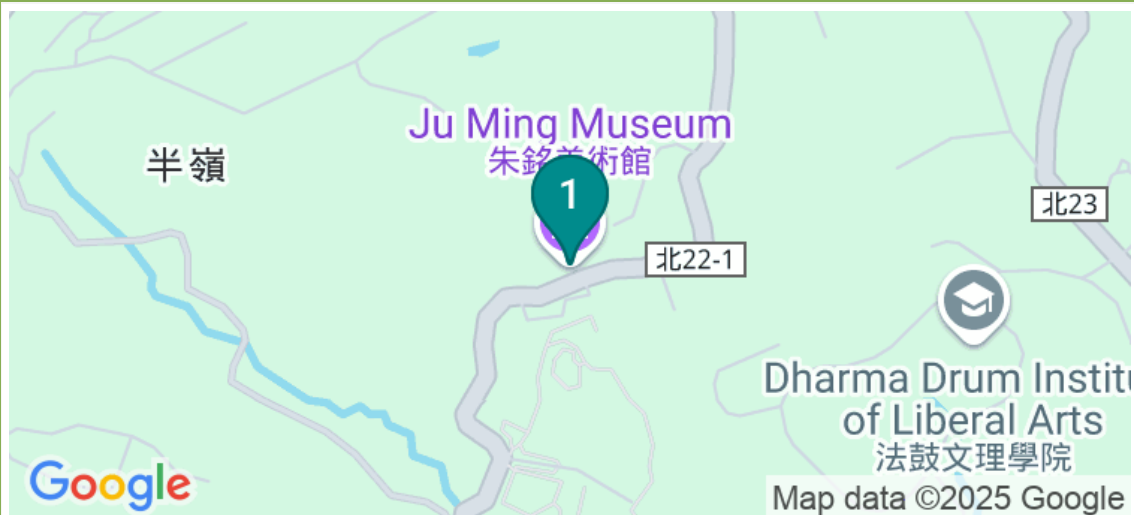 Ju Ming Museum
朱銘美術館
半嶺
1
北23
北22-1
Dharma Drum Institu
of Liberal Arts
法鼓文理學院
Google
Map data ©2025 Google